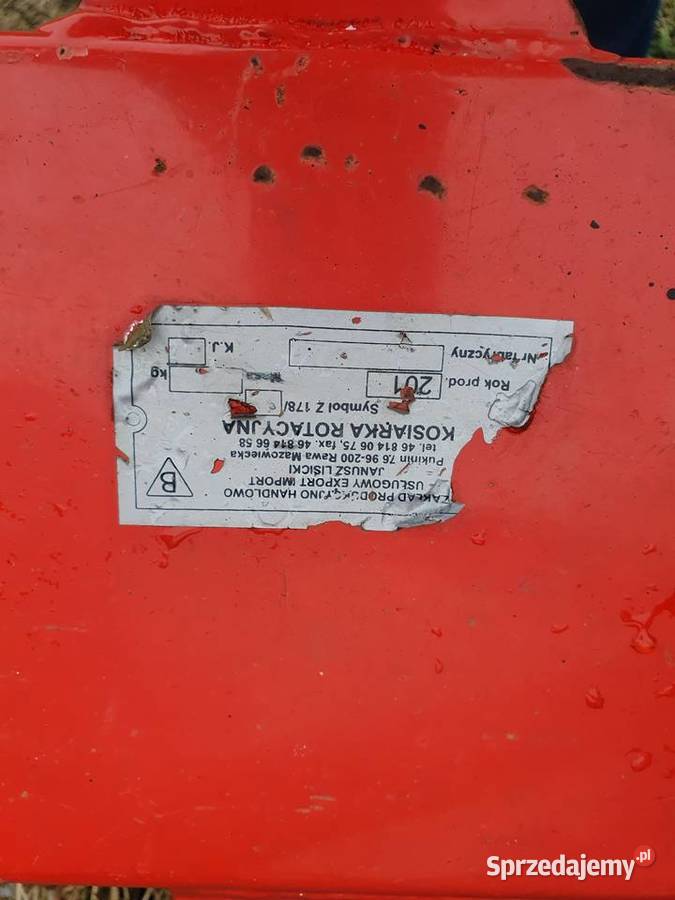 ZAKŁAD PRODUKCYJNO HANDLOWO
USŁUGOWY EXPORT IMPORT
JANUSZ LISICKI
Pukinin 76 96-200 Rawa Mazowiecka
tel. 46 814 06 75, fax. 46 814 66 58
B
KOSIARKA ROTACYJNA
Symbol Z 178/
Rok prod. 201 kg
Nr fabryczny K.J.
Sprzedajemy.pl